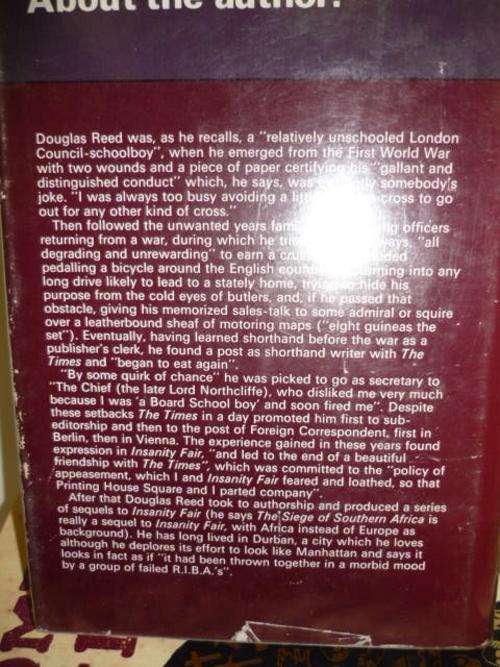 About the author:
Douglas Reed was, as he recalls, a "relatively unschooled London
Council-schoolboy", when he emerged from the First World War
with two wounds and a piece of paper certifying his "gallant and
distinguished conduct" which, he says, was somebody's
joke. "I was always too busy avoiding a cross to go
out for any other kind of cross."
Then followed the unwanted years officers
returning from a war, during which he ways, "all
degrading and unrewarding" to earn a
pedalling a bicycle around the English turning into any
long drive likely to lead to a stately home, trying to hide his
purpose from the cold eyes of butlers, and, if he passed that
obstacle, giving his memorized sales-talk to some admiral or squire
over a leatherbound sheaf of motoring maps ("eight guineas the
set"). Eventually, having learned shorthand before the war as a
publisher's clerk, he found a post as shorthand writer with The
Times and "began to eat again".
"By some quirk of chance" he was picked to go as secretary to
"The Chief (the late Lord Northcliffe), who disliked me very much
because I was 'a Board School boy' and soon fired me". Despite
these setbacks The Times in a day promoted him first to sub-
editorship and then to the post of Foreign Correspondent, first in
Berlin, then in Vienna. The experience gained in these years found
expression in Insanity Fair, "and led to the end of a beautiful
friendship with The Times", which was committed to the "policy of
appeasement, which I and Insanity Fair feared and loathed, so that
Printing House Square and I parted company".
After that Douglas Reed took to authorship and produced a series
of sequels to Insanity Fair (he says The Siege of Southern Africa is
really a sequel to Insanity Fair, with Africa instead of Europe as
background). He has long lived in Durban, a city which he loves
although he deplores its effort to look like Manhattan and says it
looks in fact as if "it had been thrown together in a morbid mood
by a group of failed R.I.B.A.'s".